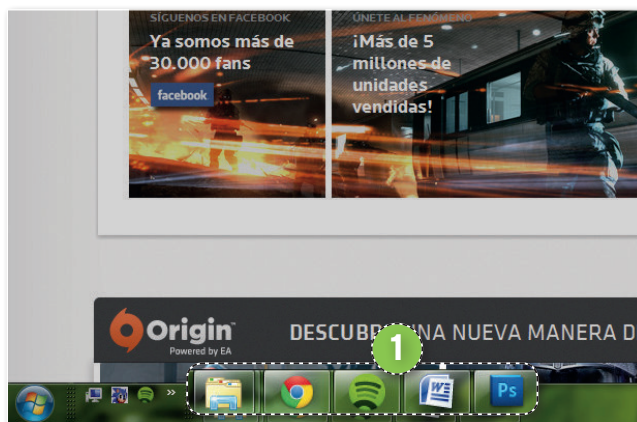 SÍGUENOS EN FACEBOOK
Ya somos más de
30.000 fans
facebook
ÚNETE AL FENÓMENO
¡Más de 5
millones de
unidades
vendidas!
Origin
Powered by EA
DESCUBR UNA NUEVA MANERA D
1
»
W
Ps